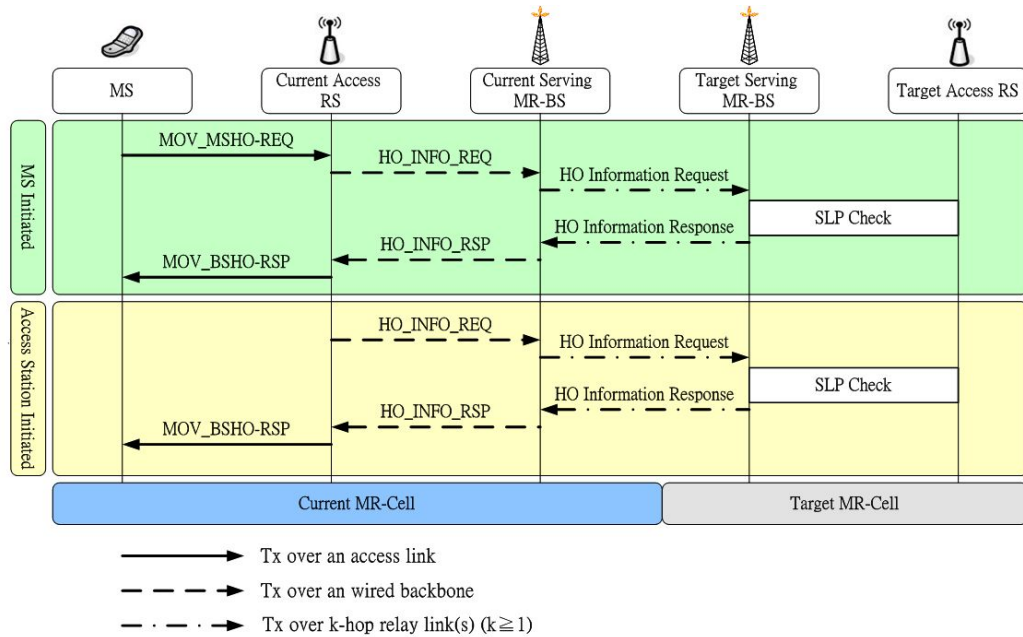 MS
Current Access
RS
Current Serving
MR-BS
Target Serving
MR-BS
Target Access RS
MS Initiated
MOV_MSHO-REQ
HO_INFO_REQ
HO Information Request
SLP Check
HO Information Response
HO_INFO_RSP
MOV_BSHO-RSP
Access Station Initiated
HO_INFO_REQ
HO Information Request
SLP Check
HO Information Response
HO_INFO_RSP
MOV_BSHO-RSP
Current MR-Cell
Target MR-Cell
Tx over an access link
Tx over an wired backbone
Tx over k-hop relay link(s) (k≧1)